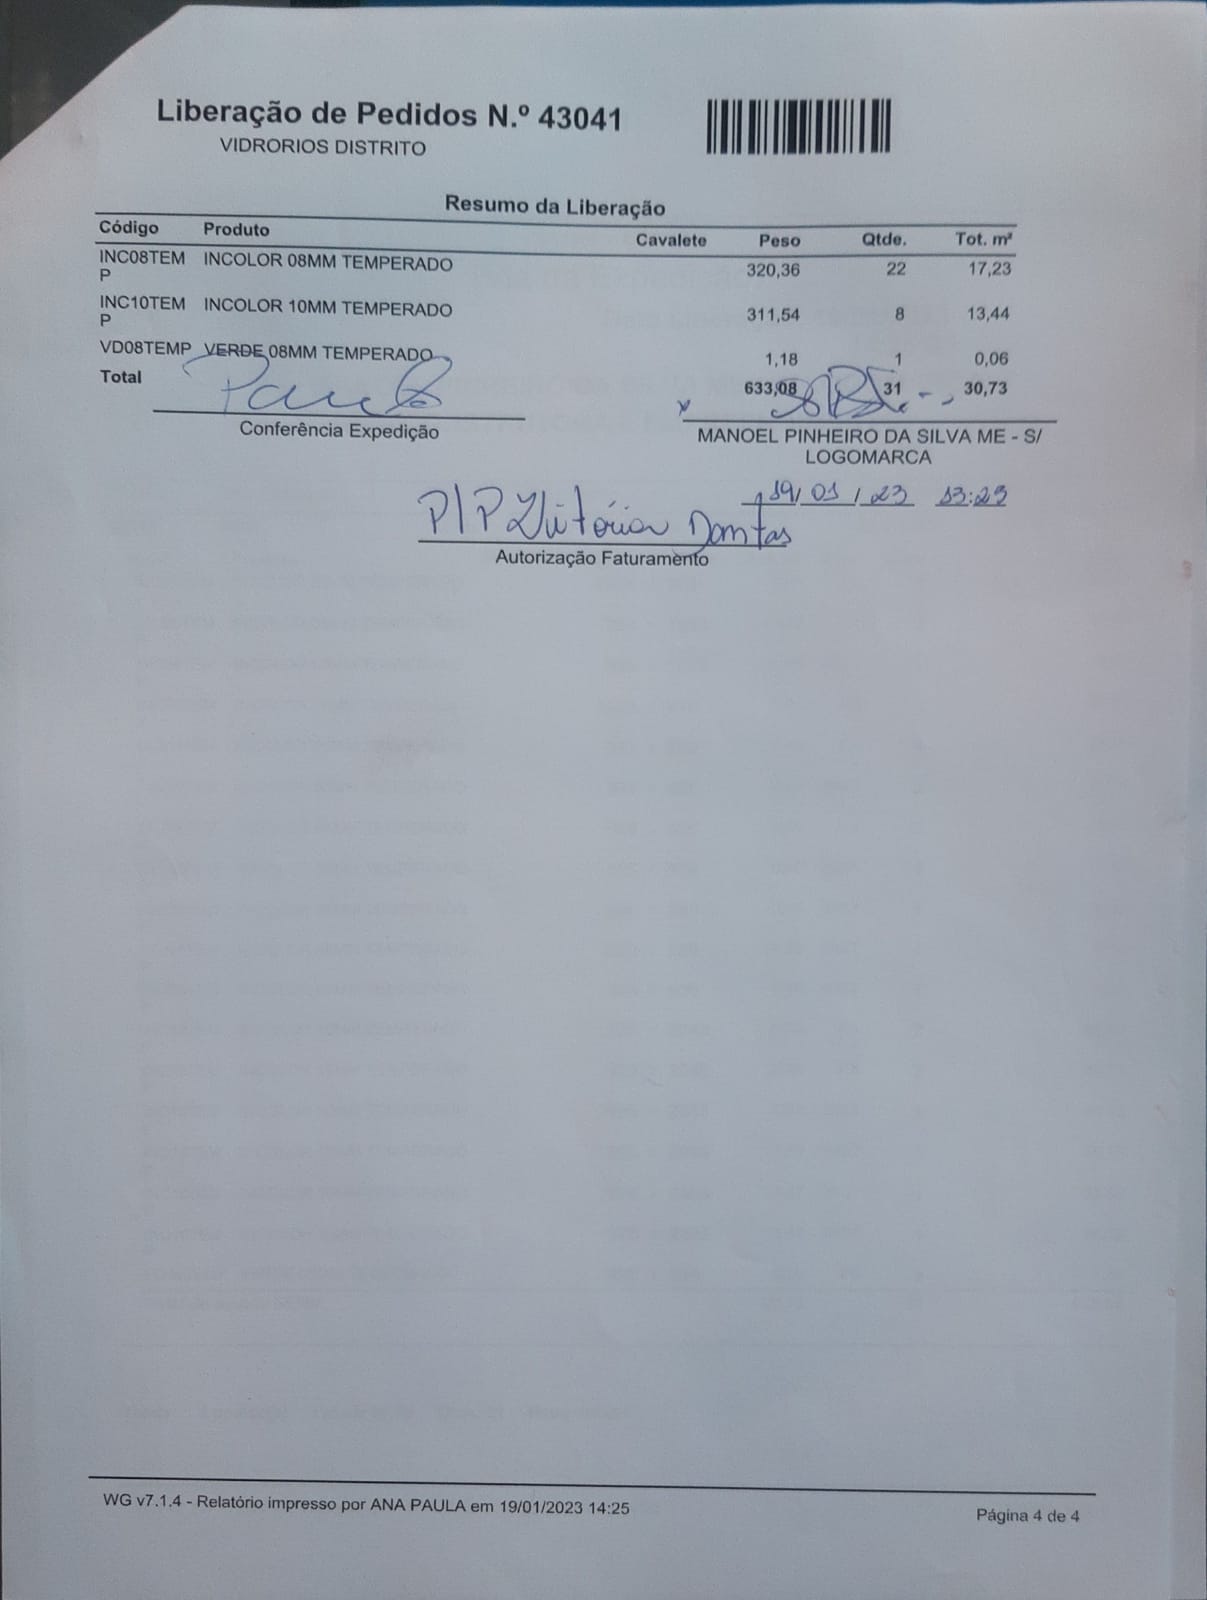 Liberação de Pedidos N.º 43041
VIDRORIOS DISTRITO
Resumo da Liberação
Código Produto Cavalete Peso Qtde. Tot. m²
INC08TEM INCOLOR 08MM TEMPERADO 320,36 22 17,23
P
INC10TEM INCOLOR 10MM TEMPERADO 311,54 8 13,44
P
VD08TEMP VERDE 08MM TEMPERADO 1,18 1 0,06
Total 633,08 31 30,73
Conferência Expedição
MANOEL PINHEIRO DA SILVA ME - S/
LOGOMARCA
19/01/23 13:23
Vitória Dantas
Autorização Faturamento
WG v7.1.4 - Relatório impresso por ANA PAULA em 19/01/2023 14:25
Página 4 de 4